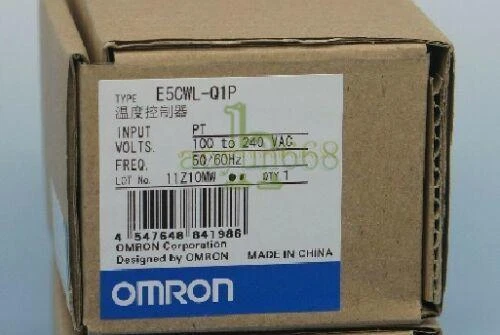 TYPE E5CWL-Q1P
温度控制器
INPUT PT
VOLTS. 100 to 240 VAC
FREQ. 50/60Hz
LOT No. 11Z10MW QTY 1
4 547648 841986
OMRON Corporation
Designed by OMRON MADE IN CHINA
OMRON